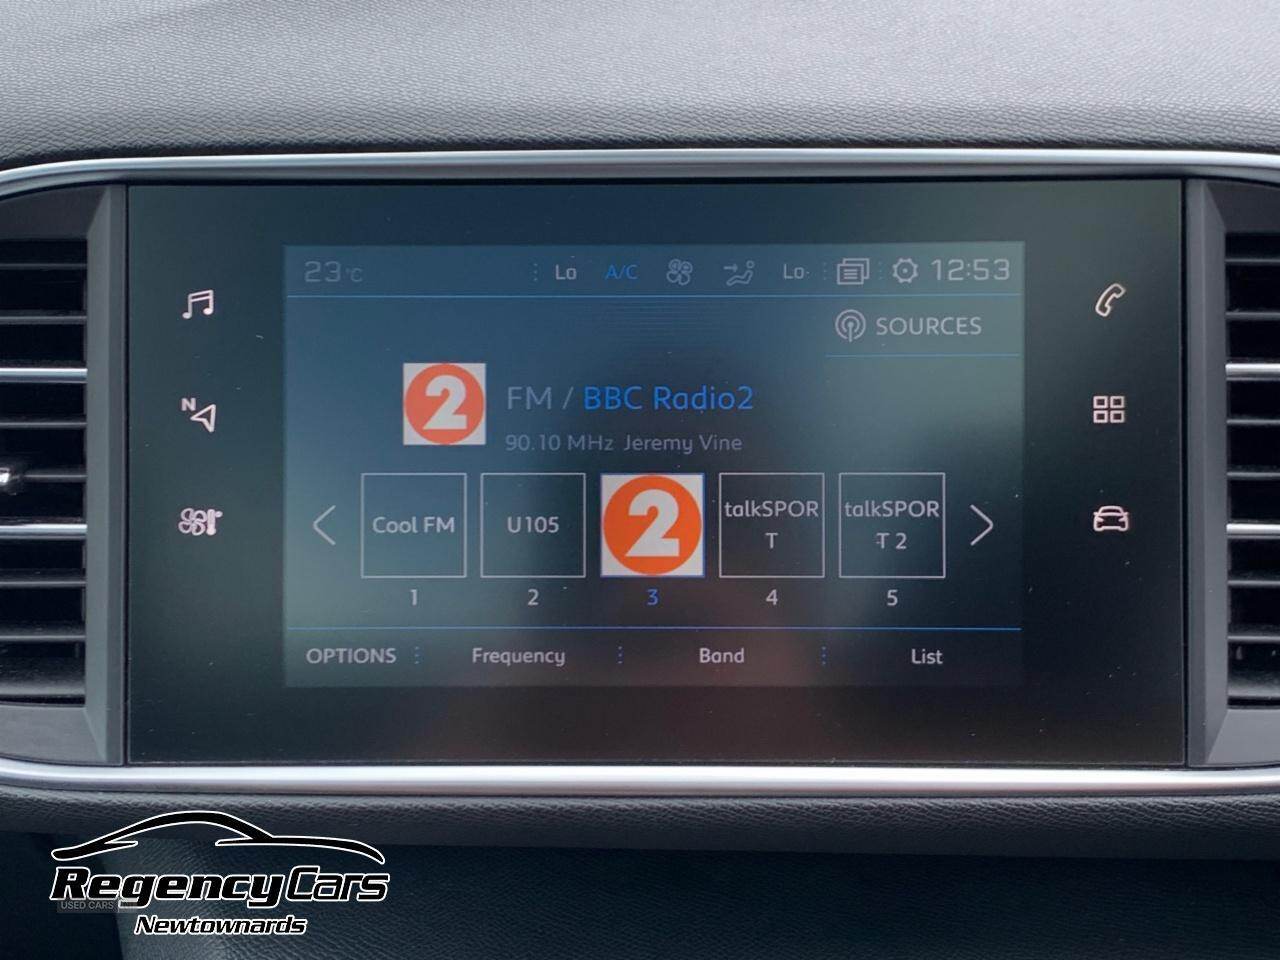 23°C Lo A/C Lo 12:53
SOURCES
2 FM / BBC Radio2
90.10 MHz Jeremy Vine
N
Cool FM U105 2 talkSPOR talkSPOR
T T 2
1 2 3 4 5
OPTIONS Frequency Band List
Regency Cars
USED CARS
Newtownards